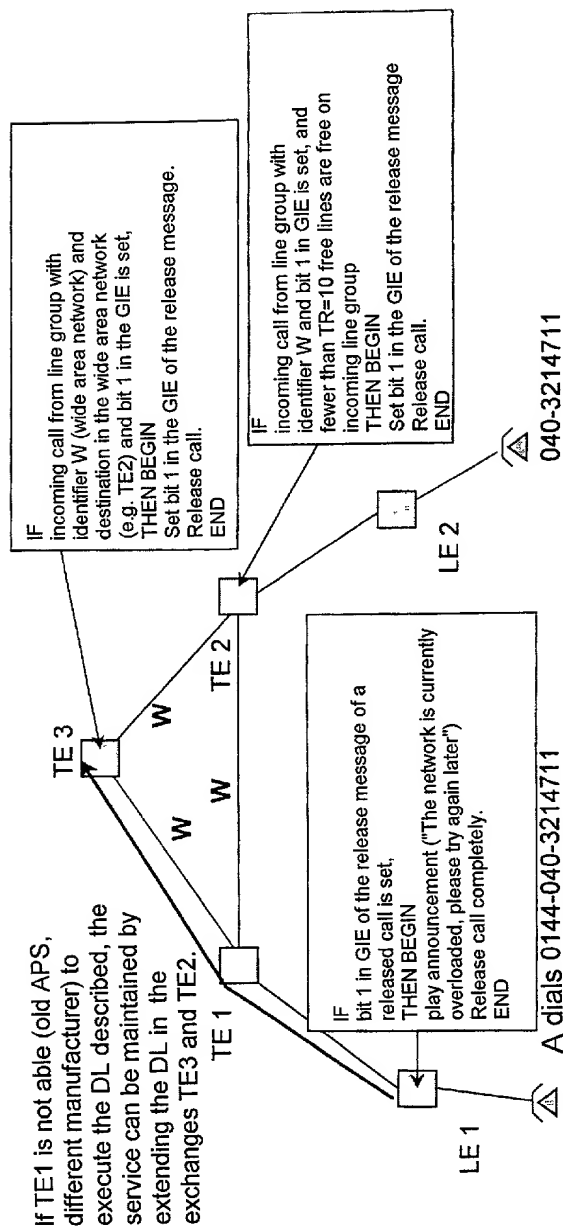 If TE1 is not able (old APS,
different manufacturer) to
execute the DL described, the
service can be maintained by
extending the DL in the
exchanges TE3 and TE2.
IF
incoming call from line group with
identifier W (wide area network) and
destination in the wide area network
(e.g. TE2) and bit 1 in the GIE is set,
THEN BEGIN
Set bit 1 in the GIE of the release message.
Release call.
END
TE 3
W
W
W
TE 1
TE 2
IF
incoming call from line group with
identifier W and bit 1 in GIE is set, and
fewer than TR=10 free lines are free on
incoming line group
THEN BEGIN
Set bit 1 in the GIE of the release message
Release call.
END
IF
bit 1 in GIE of the release message of a
released call is set,
THEN BEGIN
play announcement ("The network is currently
overloaded, please try again later")
Release call completely.
END
LE 1
LE 2
A dials 0144-040-3214711
040-3214711